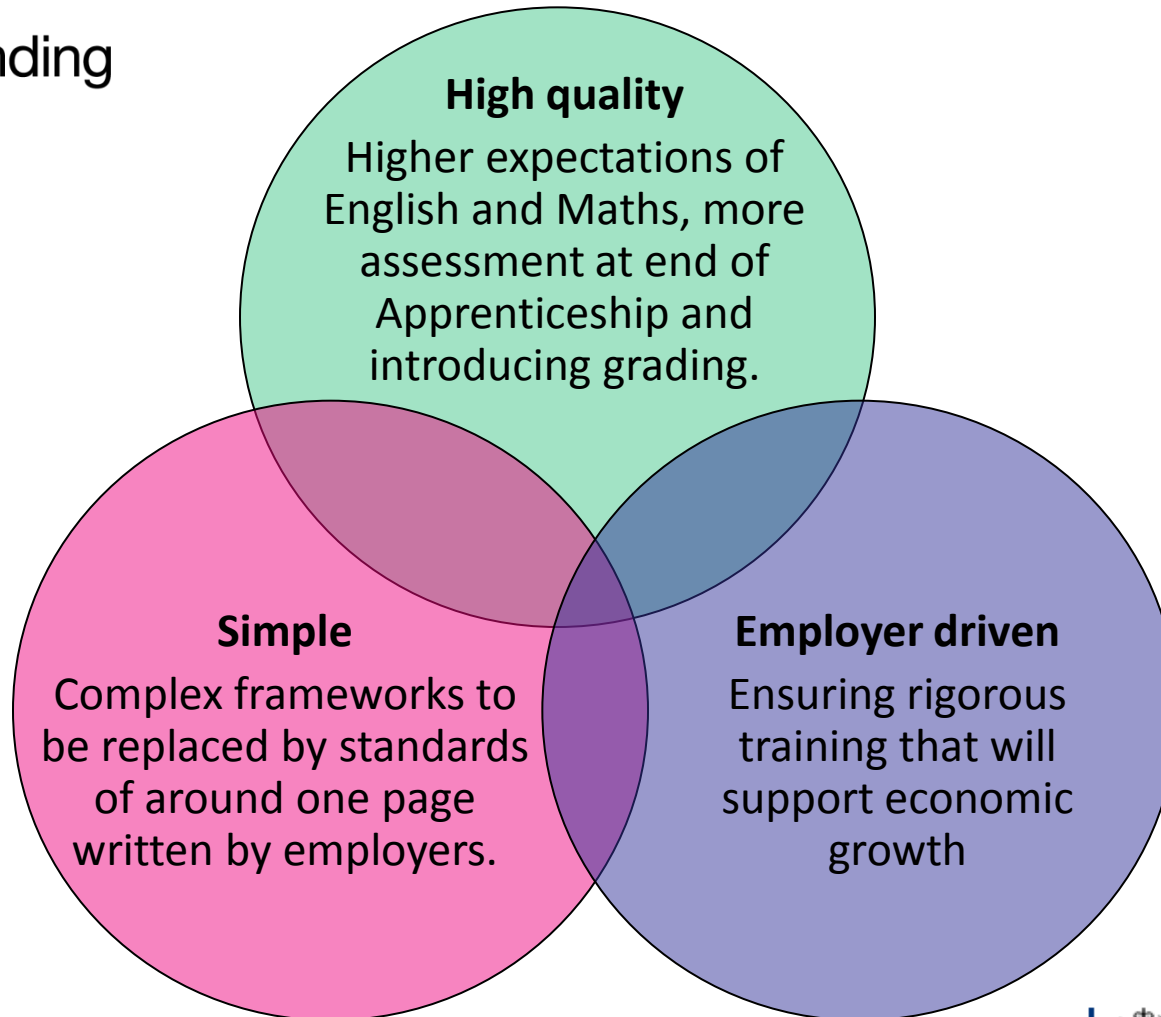 nding
High quality
Higher expectations of
English and Maths, more
assessment at end of
Apprenticeship and
introducing grading.
Simple
Complex frameworks to
be replaced by standards
of around one page
written by employers.
Employer driven
Ensuring rigorous
training that will
support economic
growth